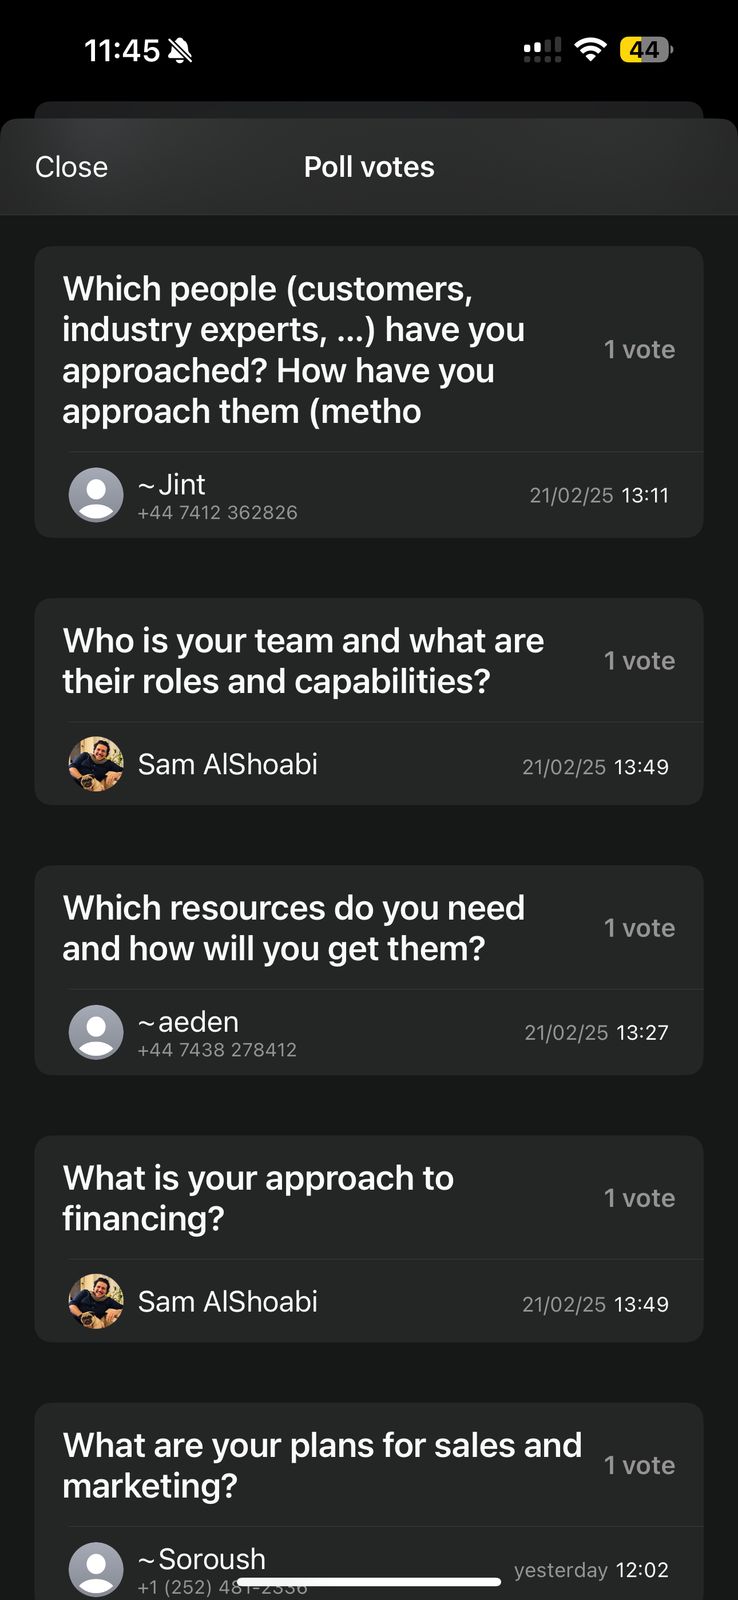 11:45
44
Close
Poll votes
Which people (customers,
industry experts, ...) have you
approached? How have you
approach them (metho
1 vote
~Jint
+44 7412 362826
21/02/25 13:11
Who is your team and what are
their roles and capabilities?
1 vote
Sam AlShoabi
21/02/25 13:49
Which resources do you need
and how will you get them?
1 vote
~aeden
+44 7438 278412
21/02/25 13:27
What is your approach to
financing?
1 vote
Sam AlShoabi
21/02/25 13:49
What are your plans for sales and
marketing?
1 vote
~Soroush
yesterday 12:02
+1 (252) 481-2336